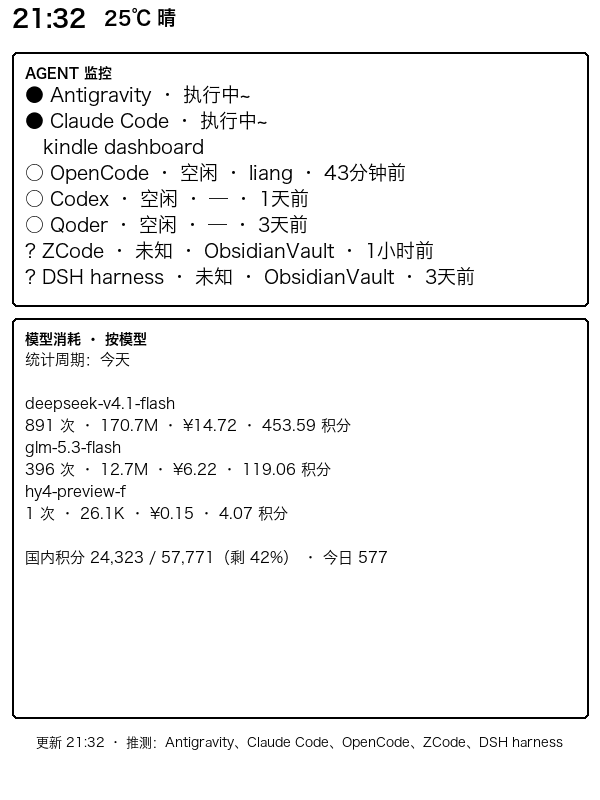 21:32 25℃ 晴
AGENT 监控
● Antigravity · 执行中~
● Claude Code · 执行中~
kindle dashboard
○ OpenCode · 空闲 · liang · 43分钟前
○ Codex · 空闲 · — · 1天前
○ Qoder · 空闲 · — · 3天前
? ZCode · 未知 · ObsidianVault · 1小时前
? DSH harness · 未知 · ObsidianVault · 3天前
模型消耗 · 按模型
统计周期：今天
deepseek-v4.1-flash
891 次 · 170.7M · ¥14.72 · 453.59 积分
glm-5.3-flash
396 次 · 12.7M · ¥6.22 · 119.06 积分
hy4-preview-f
1 次 · 26.1K · ¥0.15 · 4.07 积分
国内积分 24,323 / 57,771（剩 42%） · 今日 577
更新 21:32 · 推测：Antigravity、Claude Code、OpenCode、ZCode、DSH harness